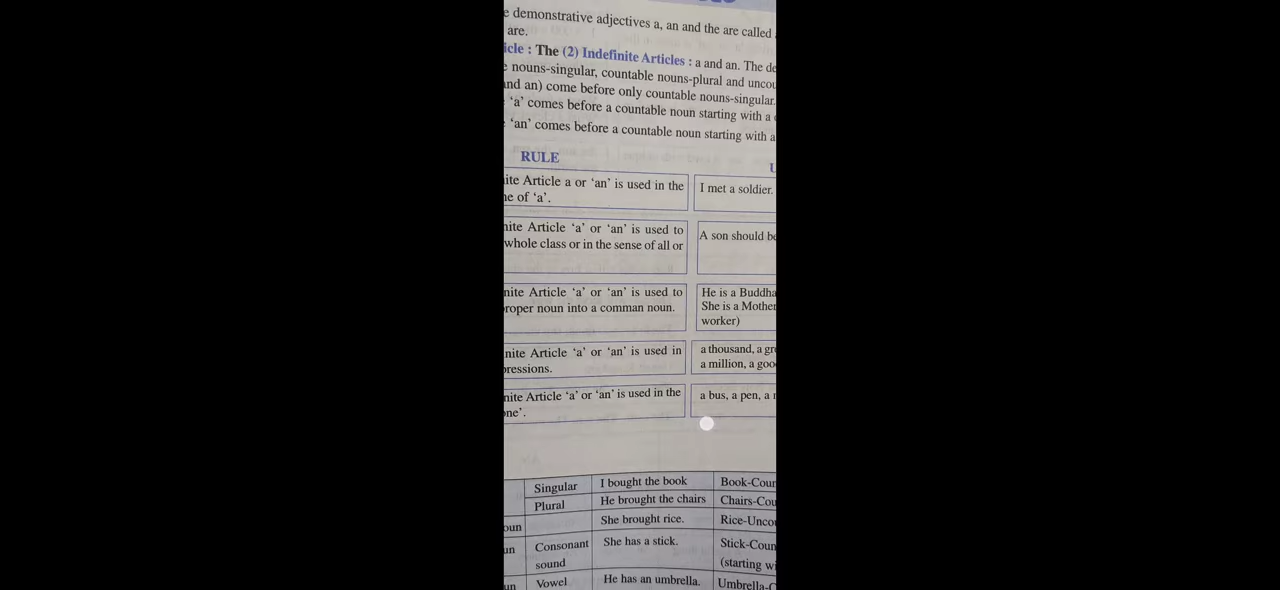 demonstrative adjectives a, an and the are called
are.
icle : The (2) Indefinite Articles : a and an. The de
nouns-singular, countable nouns-plural and uncou
and an) come before only countable nouns-singular.
'a' comes before a countable noun starting with a
'an' comes before a countable noun starting with a
RULE
ite Article a or 'an' is used in the
ne of 'a'.
I met a soldier.
nite Article 'a' or 'an' is used to
whole class or in the sense of all or
A son should be
nite Article 'a' or 'an' is used to
roper noun into a comman noun.
He is a Buddha
She is a Mother
worker)
nite Article 'a' or 'an' is used in
pressions.
a thousand, a gre
a million, a goo
nite Article 'a' or 'an' is used in the
one'.
a bus, a pen, a
Singular I bought the book Book-Coun
Plural He brought the chairs Chairs-Cou
oun She brought rice. Rice-Uncou
un Consonant She has a stick. Stick-Coun
sound (starting wi
un Vowel He has an umbrella. Umbrella-C